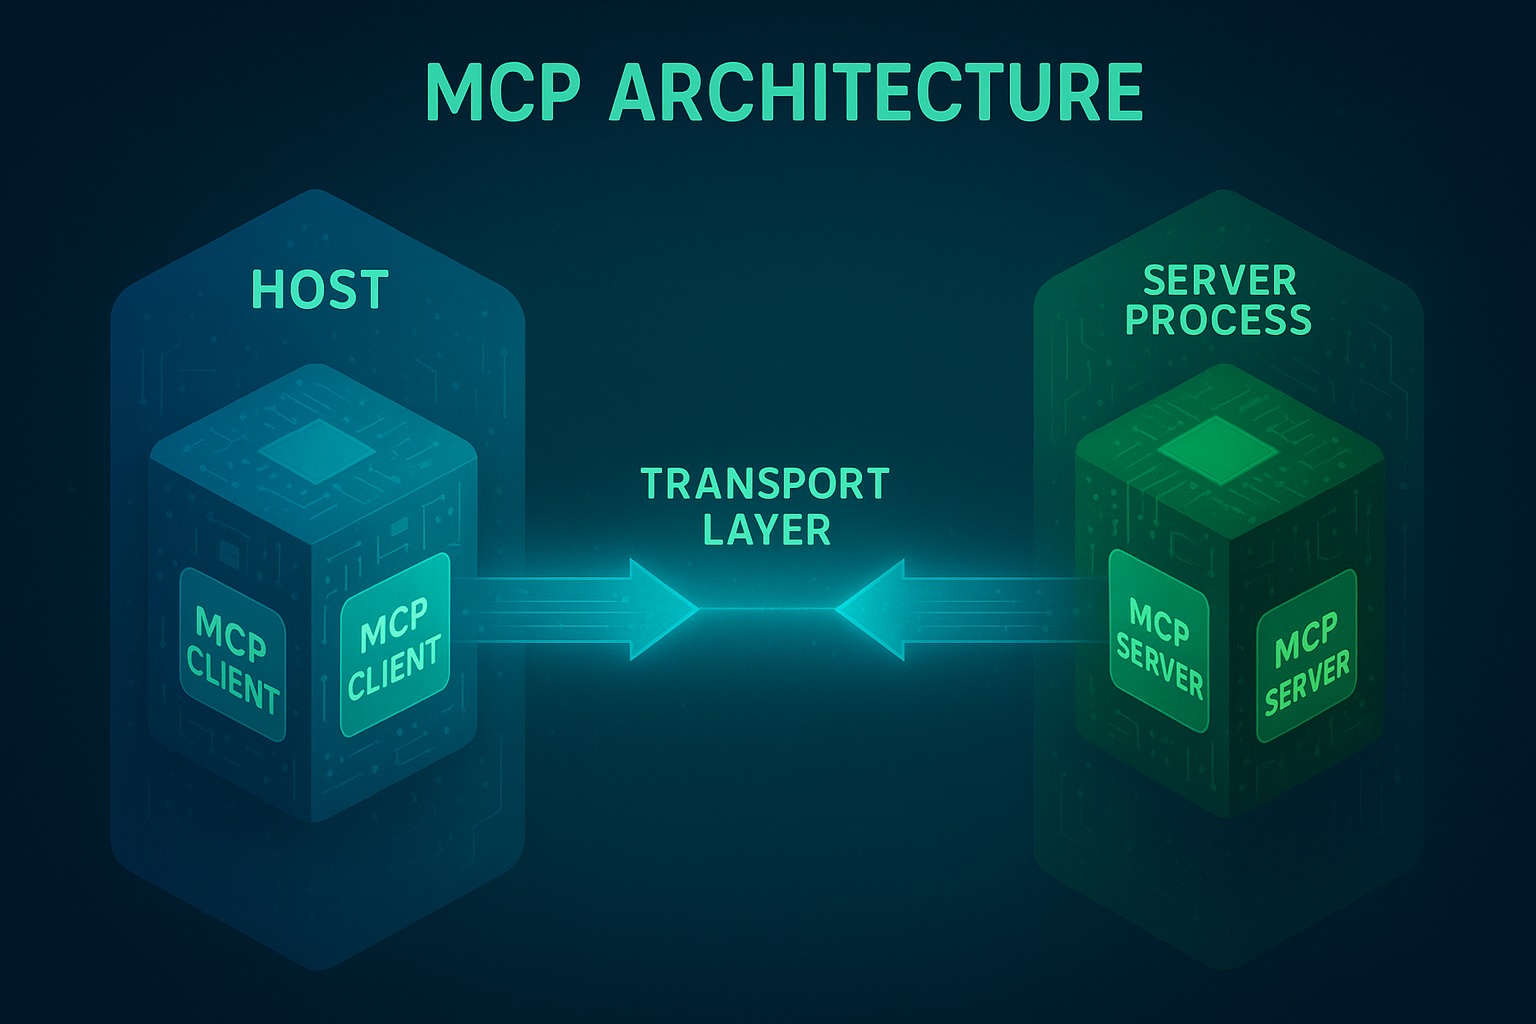 MCP ARCHITECTURE
HOST
MCP
CLIENT
MCP
CLIENT
TRANSPORT
LAYER
SERVER
PROCESS
MCP
SERVER
MCP
SERVER